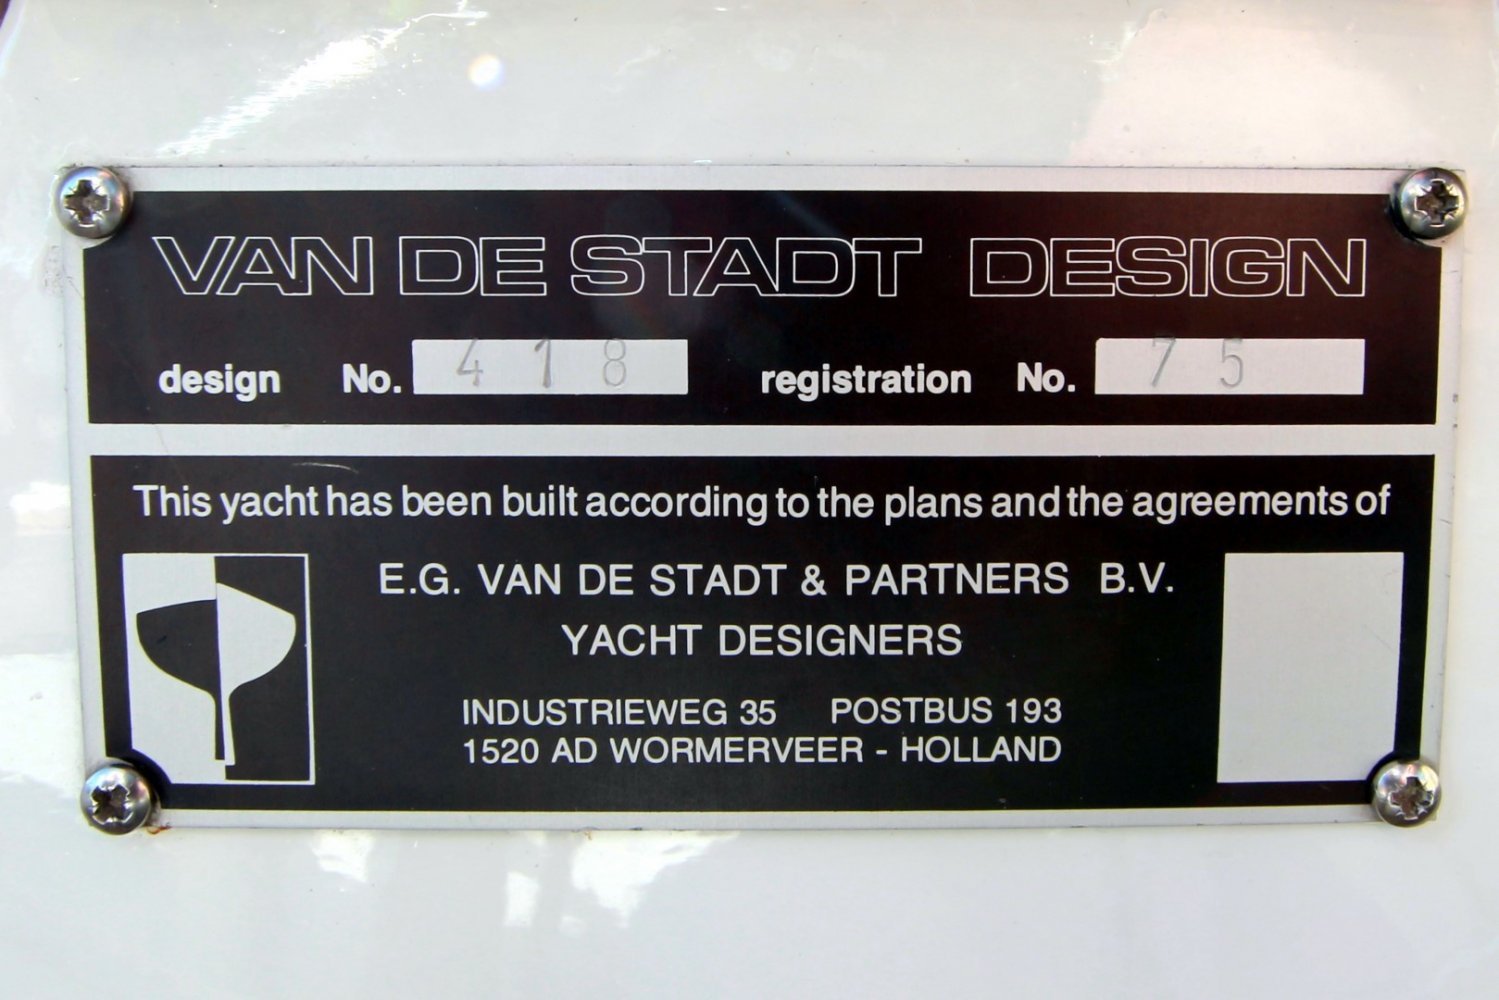 VAN DE STADT DESIGN
design No. 418 registration No. 75
This yacht has been built according to the plans and the agreements of
E.G. VAN DE STADT & PARTNERS B.V.
YACHT DESIGNERS
INDUSTRIEWEG 35 POSTBUS 193
1520 AD WORMERVEER - HOLLAND